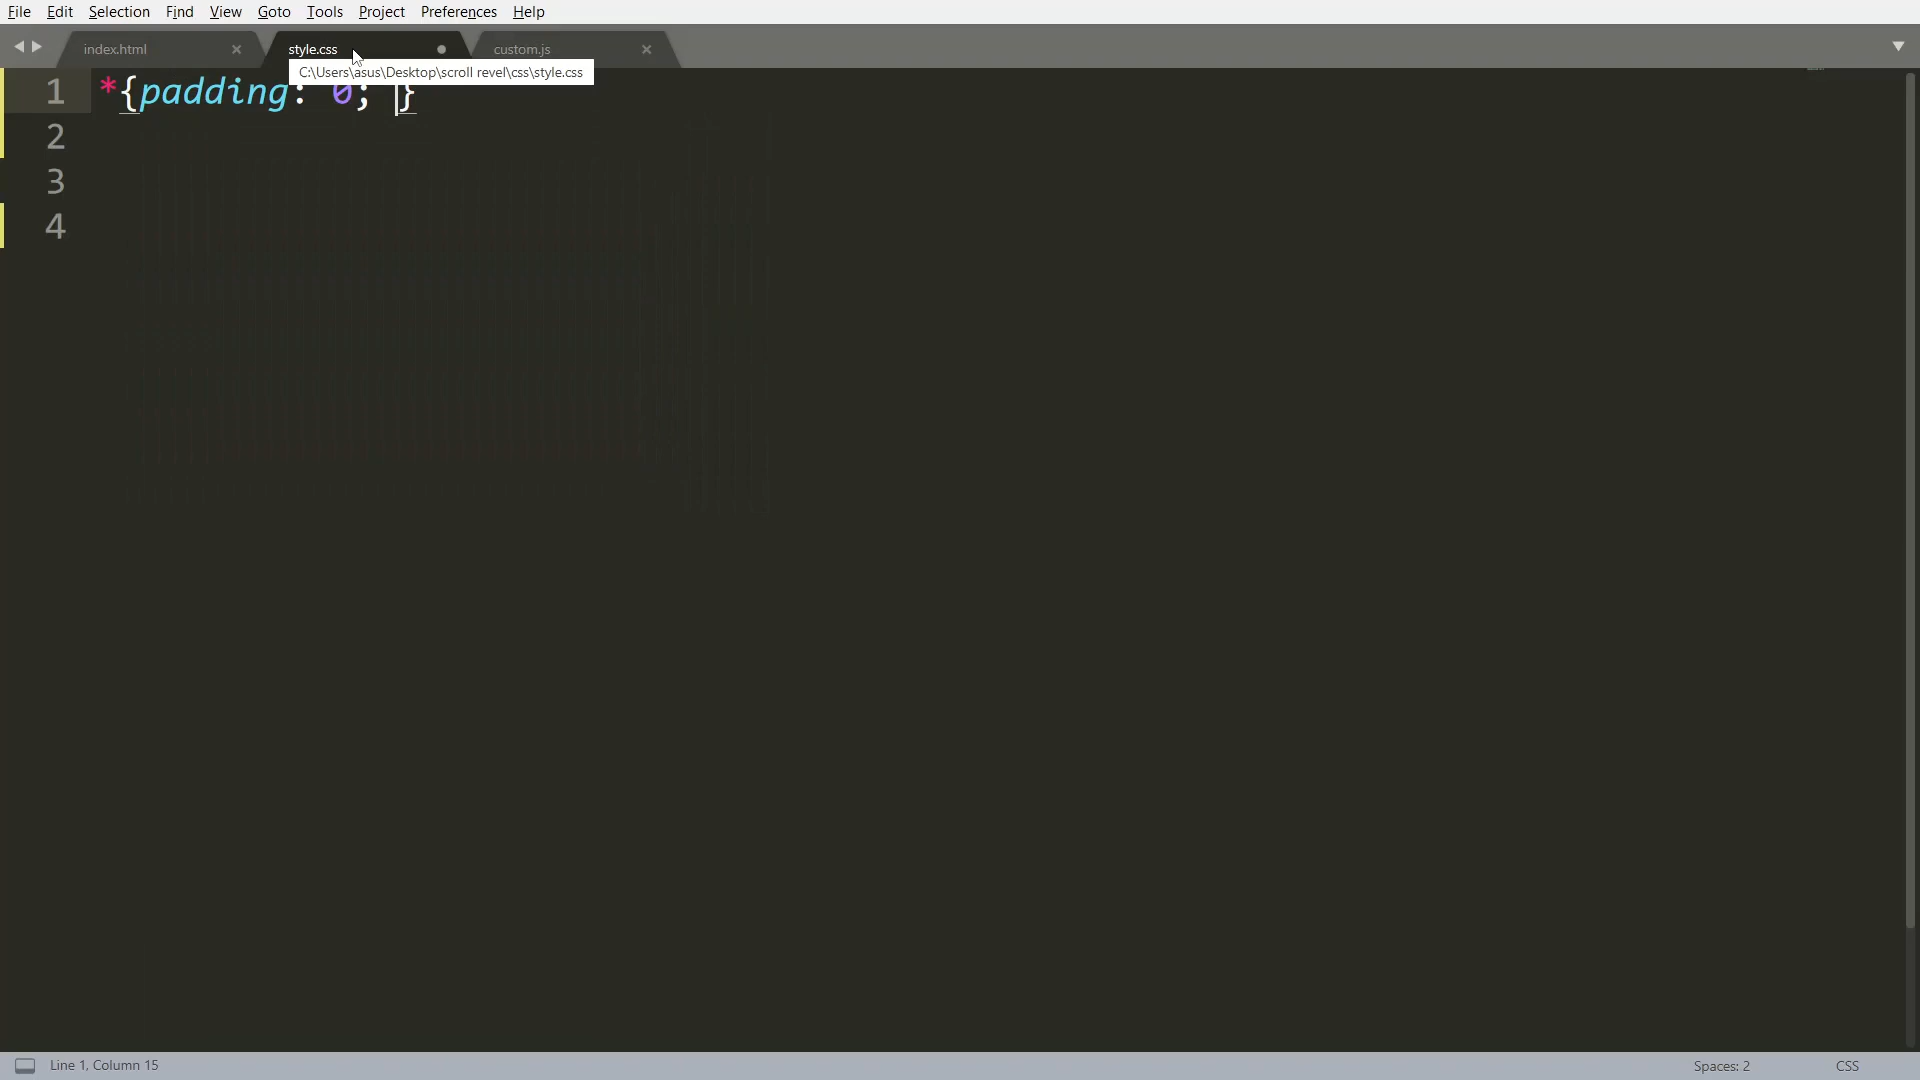 File Edit Selection Find View Goto Tools Project Preferences Help
index.html style.css custom.js
C:\Users\asus\Desktop\scroll revel\css\style.css
1 *{padding: 0; }
2
3
4
Line 1, Column 15 Spaces: 2 CSS